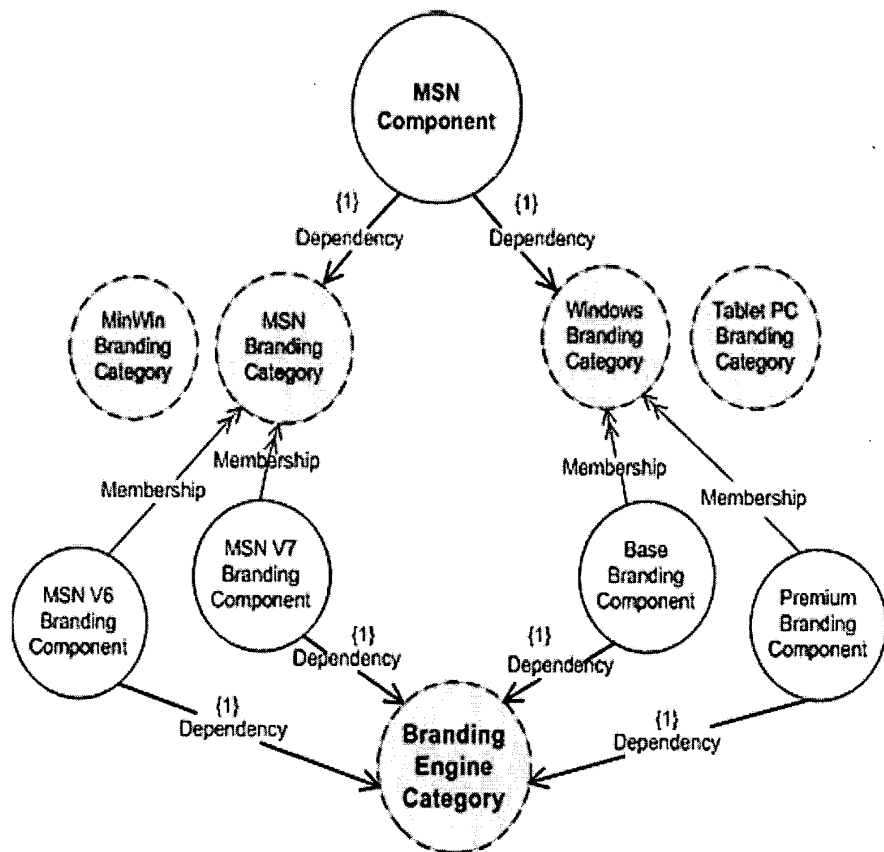 MSN
Component
{1}
Dependency
{1}
Dependency
MinWin
Branding
Category
MSN
Branding
Category
Windows
Branding
Category
Tablet PC
Branding
Category
Membership
Membership
Membership
Membership
MSN V6
Branding
Component
MSN V7
Branding
Component
Base
Branding
Component
Premium
Branding
Component
{1}
Dependency
{1}
Dependency
{1}
Dependency
{1}
Dependency
Branding
Engine
Category